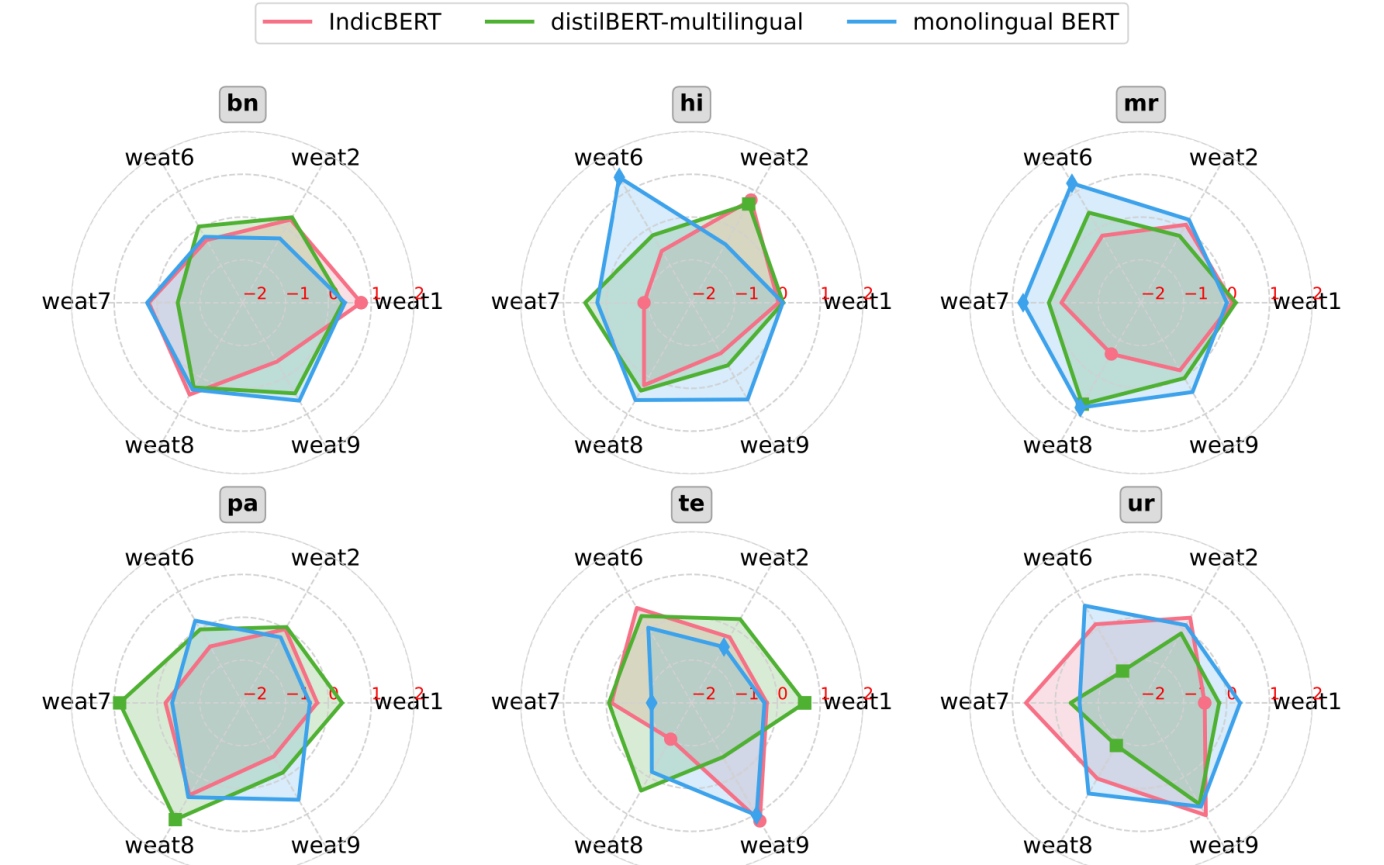 IndicBERT distilBERT-multilingual monolingual BERT
bn hi mr
weat6 weat2 weat6 weat2 weat6 weat2
weat7 −2 −1 0 1 2 weat1 weat7 −2 −1 0 1 2 weat1 weat7 −2 −1 0 1 2 weat1
weat8 weat9 weat8 weat9 weat8 weat9
pa te ur
weat6 weat2 weat6 weat2 weat6 weat2
weat7 −2 −1 0 1 2 weat1 weat7 −2 −1 0 1 2 weat1 weat7 −2 −1 0 1 2 weat1
weat8 weat9 weat8 weat9 weat8 weat9